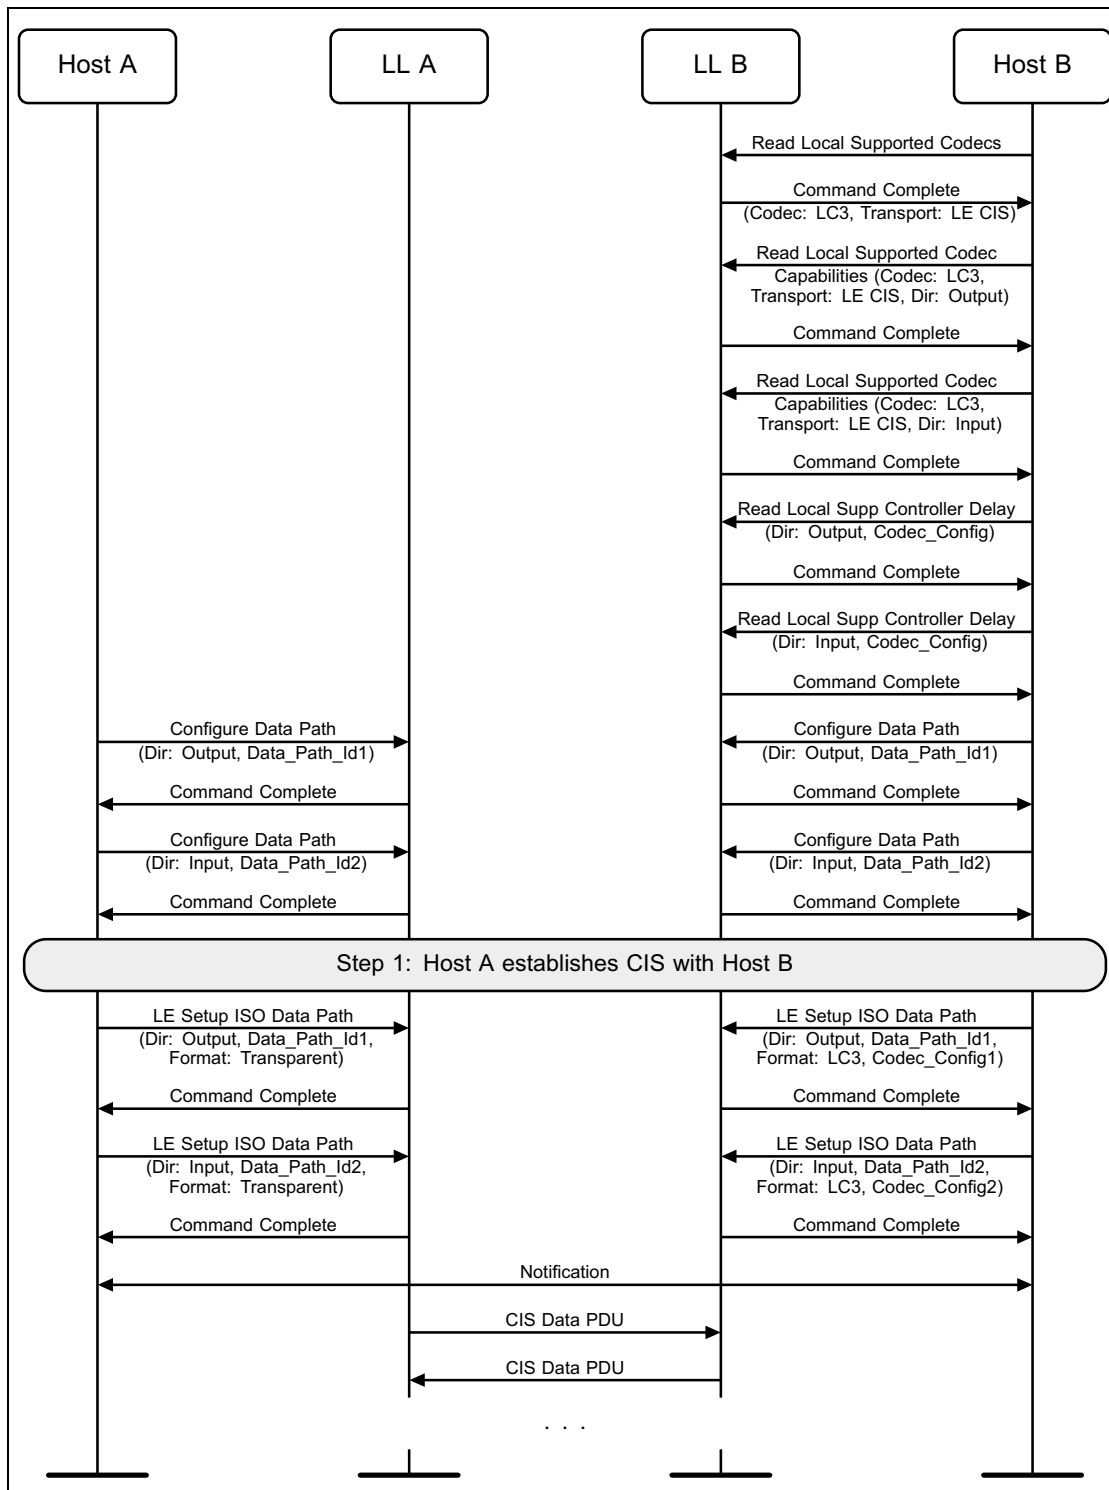 Host A
LL A
LL B
Host B
Read Local Supported Codecs
Command Complete
(Codec: LC3, Transport: LE CIS)
Read Local Supported Codec
Capabilities (Codec: LC3,
Transport: LE CIS, Dir: Output)
Command Complete
Read Local Supported Codec
Capabilities (Codec: LC3,
Transport: LE CIS, Dir: Input)
Command Complete
Read Local Supp Controller Delay
(Dir: Output, Codec_Config)
Command Complete
Read Local Supp Controller Delay
(Dir: Input, Codec_Config)
Command Complete
Configure Data Path
(Dir: Output, Data_Path_Id1)
Configure Data Path
(Dir: Output, Data_Path_Id1)
Command Complete
Command Complete
Configure Data Path
(Dir: Input, Data_Path_Id2)
Configure Data Path
(Dir: Input, Data_Path_Id2)
Command Complete
Command Complete
Step 1: Host A establishes CIS with Host B
LE Setup ISO Data Path
(Dir: Output, Data_Path_Id1,
Format: Transparent)
LE Setup ISO Data Path
(Dir: Output, Data_Path_Id1,
Format: LC3, Codec_Config1)
Command Complete
Command Complete
LE Setup ISO Data Path
(Dir: Input, Data_Path_Id2,
Format: Transparent)
LE Setup ISO Data Path
(Dir: Input, Data_Path_Id2,
Format: LC3, Codec_Config2)
Command Complete
Command Complete
Notification
CIS Data PDU
CIS Data PDU
. . .